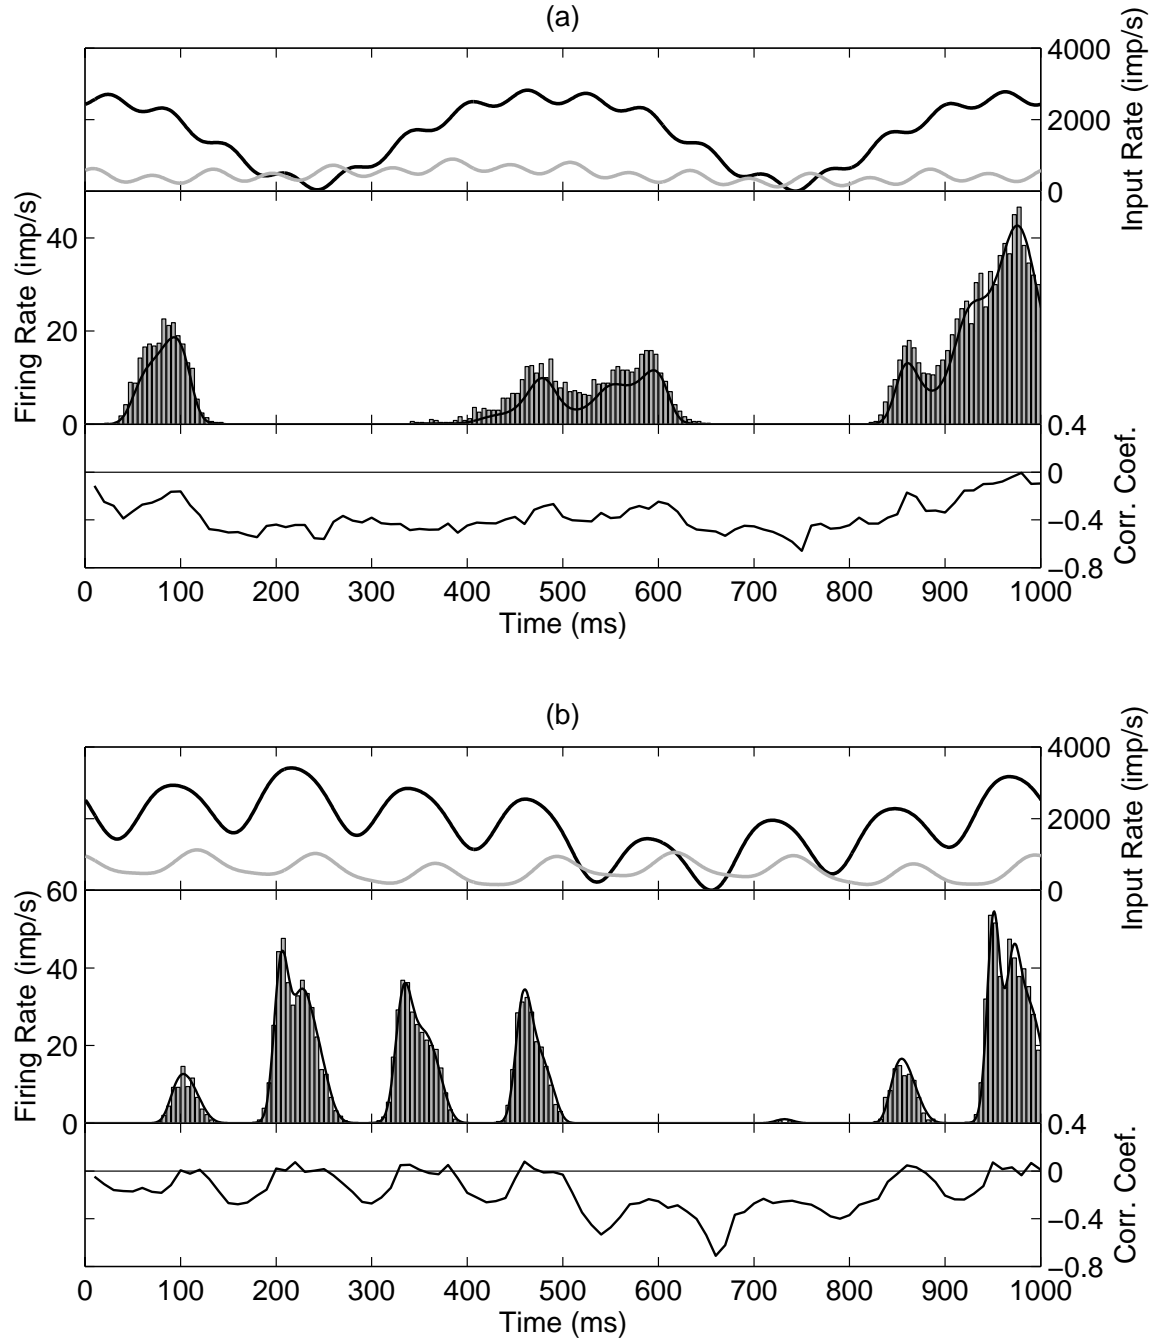 (a)
4000
2000
0
Input Rate (imp/s)
40
20
0
Firing Rate (imp/s)
0.4
0
−0.4
−0.8
Corr. Coef.
0 100 200 300 400 500 600 700 800 900 1000
Time (ms)
(b)
4000
2000
0
Input Rate (imp/s)
60
40
20
0
Firing Rate (imp/s)
0.4
0
−0.4
−0.8
Corr. Coef.
0 100 200 300 400 500 600 700 800 900 1000
Time (ms)